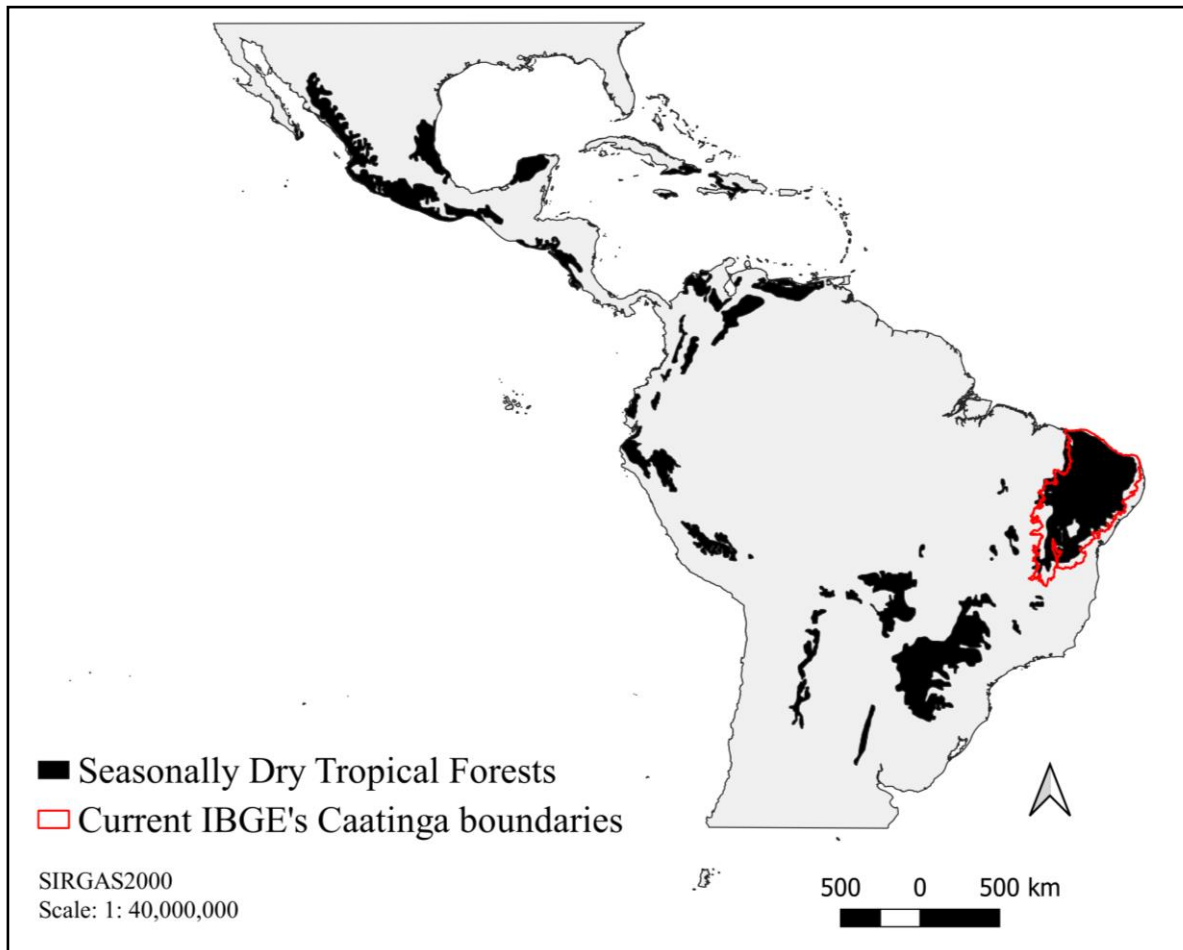 Seasonally Dry Tropical Forests
Current IBGE's Caatinga boundaries
SIRGAS2000
Scale: 1: 40,000,000
500 0 500 km